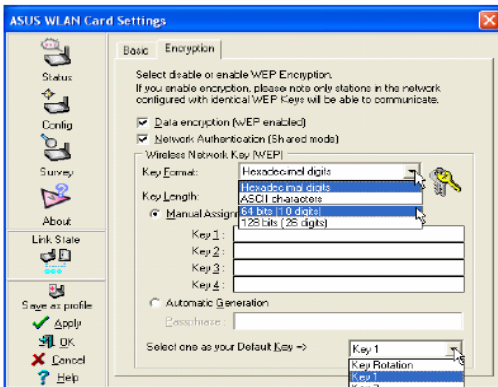 ASUS WLAN Card Settings
Status
Config
Survey
About
Link State
Save as profile
Apply
OK
Cancel
Help
Basic
Encryption
Select disable or enable WEP Encryption.
If you enable encryption, please note only stations in the network
configured with identical WEP Keys will be able to communicate.
Data encryption (WEP enabled)
Network Authentication (Shared mode)
Wireless Network Key (WEP)
Key Format: Hexadecimal digits
Hexadecimal digits
ASCII characters
Key Length: 64 bits (10 digits)
128 bits (26 digits)
Manual Assign
Key 1 :
Key 2 :
Key 3 :
Key 4 :
Automatic Generation
Passphrase :
Select one as your Default Key -> Key 1
Key Rotation
Key 1